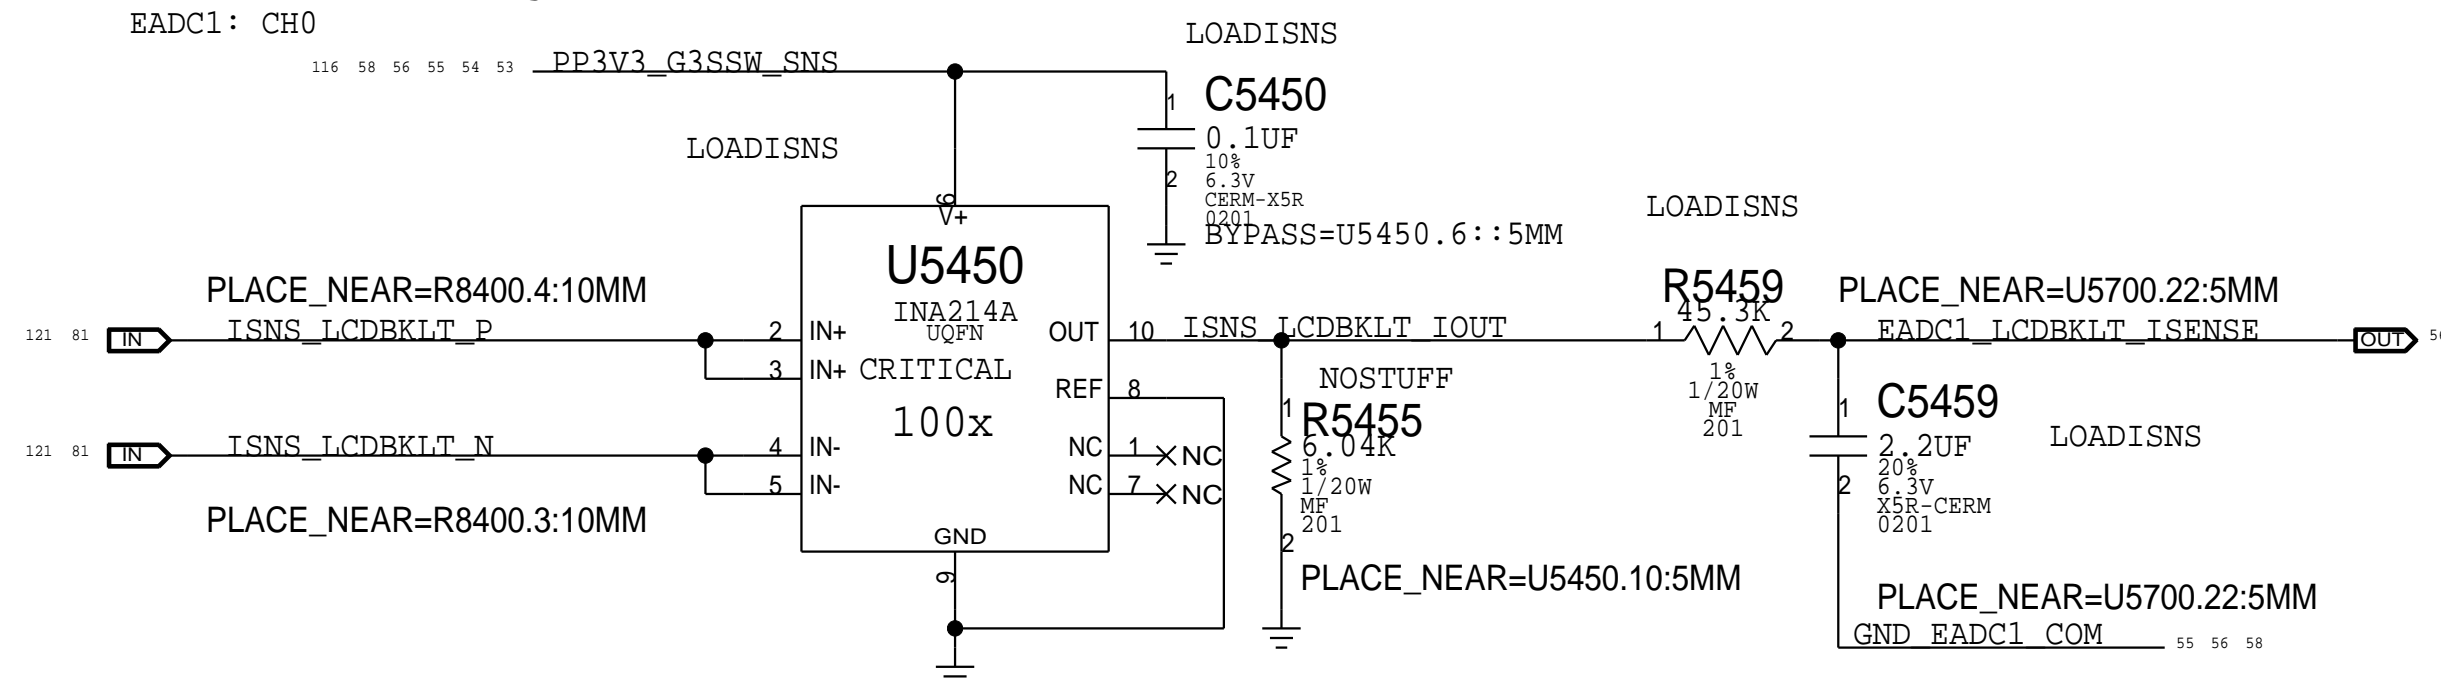 EADC1: CH0
LOADISNS
116 58 56 55 54 53 PP3V3_G3SSW_SNS
1
C5450
0.1UF
10%
6.3V
CERM-X5R
0201
2
BYPASS=U5450.6::5MM
LOADISNS
6
V+
U5450
INA214A
UQFN
CRITICAL
100x
PLACE_NEAR=R8400.4:10MM
121 81 IN ISNS_LCDBKLT_P
2 IN+
3 IN+
121 81 IN ISNS_LCDBKLT_N
4 IN-
5 IN-
PLACE_NEAR=R8400.3:10MM
OUT 10 ISNS_LCDBKLT_IOUT
REF 8
NC 1 NC
NC 7 NC
GND
9
NOSTUFF
1
R5455
6.04K
1%
1/20W
MF
201
2
PLACE_NEAR=U5450.10:5MM
LOADISNS
R5459
45.3K
1 2
1%
1/20W
MF
201
PLACE_NEAR=U5700.22:5MM
EADC1_LCDBKLT_ISENSE OUT
1
C5459
2.2UF
20%
6.3V
X5R-CERM
0201
2
LOADISNS
PLACE_NEAR=U5700.22:5MM
GND_EADC1_COM 55 56 58